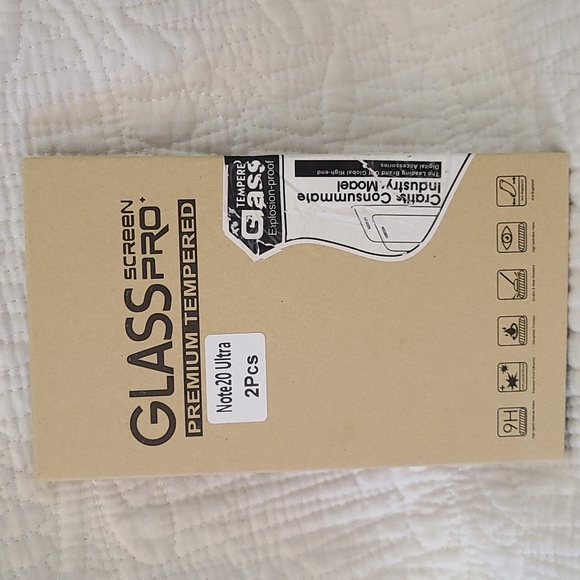 GLASS
SCREEN
PRO+
PREMIUM TEMPERED
Note20 Ultra
2Pcs
TEMPERE
Glass
Explosion-proof
Crafts Consummate
Industry Model
The Leading Brand Of Global High-end
Digital Accessories
9H